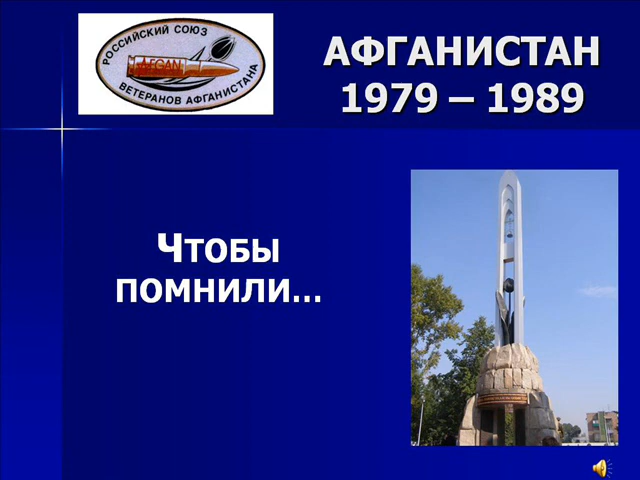 РОССИЙСКИЙ СОЮЗ
AFGAN
ВЕТЕРАНОВ АФГАНИСТАНА
АФГАНИСТАН
1979 – 1989
Чтобы
помнили…